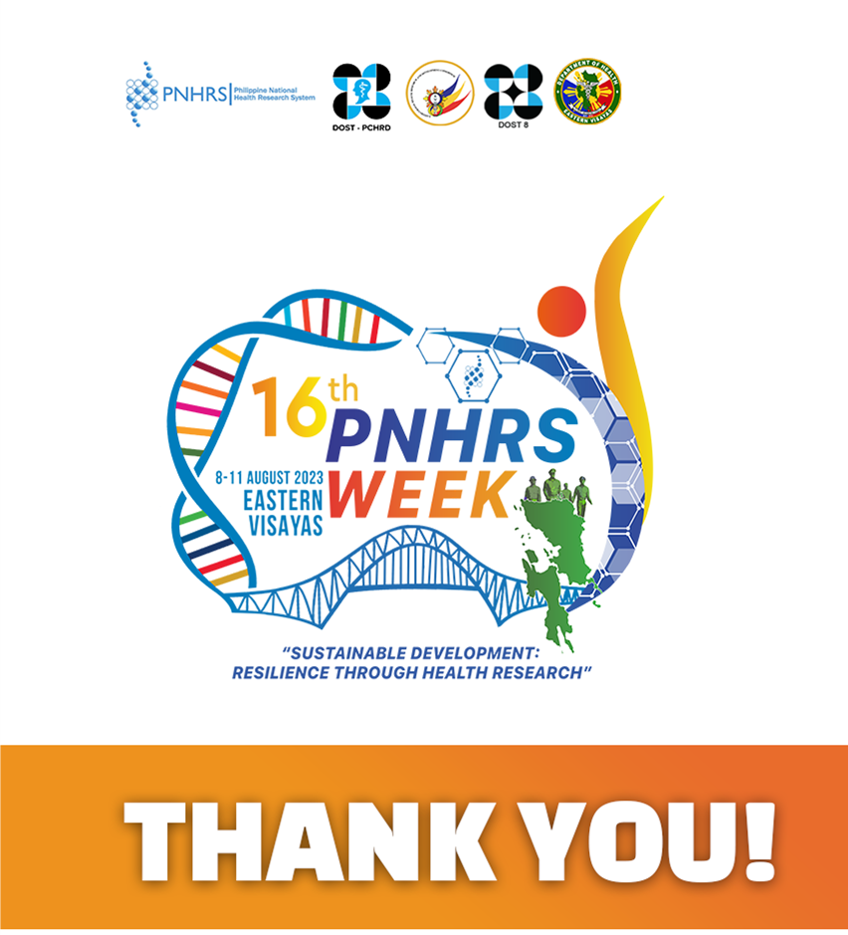 PNHRS
Philippine National
Health Research System
DOST - PCHRD
DOST 8
DEPARTMENT OF HEALTH
EASTERN VISAYAS
16th
PNHRS
WEEK
8-11 AUGUST 2023
EASTERN
VISAYAS
“SUSTAINABLE DEVELOPMENT:
RESILIENCE THROUGH HEALTH RESEARCH”
THANK YOU!